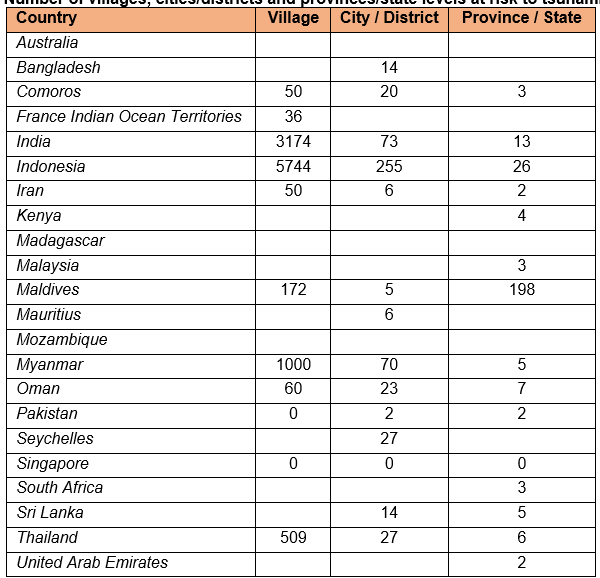 Number of villages, cities/districts and provinces/state levels at risk to tsunami
Country Village City / District Province / State
Australia
Bangladesh 14
Comoros 50 20 3
France Indian Ocean Territories 36
India 3174 73 13
Indonesia 5744 255 26
Iran 50 6 2
Kenya 4
Madagascar
Malaysia 3
Maldives 172 5 198
Mauritius 6
Mozambique
Myanmar 1000 70 5
Oman 60 23 7
Pakistan 0 2 2
Seychelles 27
Singapore 0 0 0
South Africa 3
Sri Lanka 14 5
Thailand 509 27 6
United Arab Emirates 2